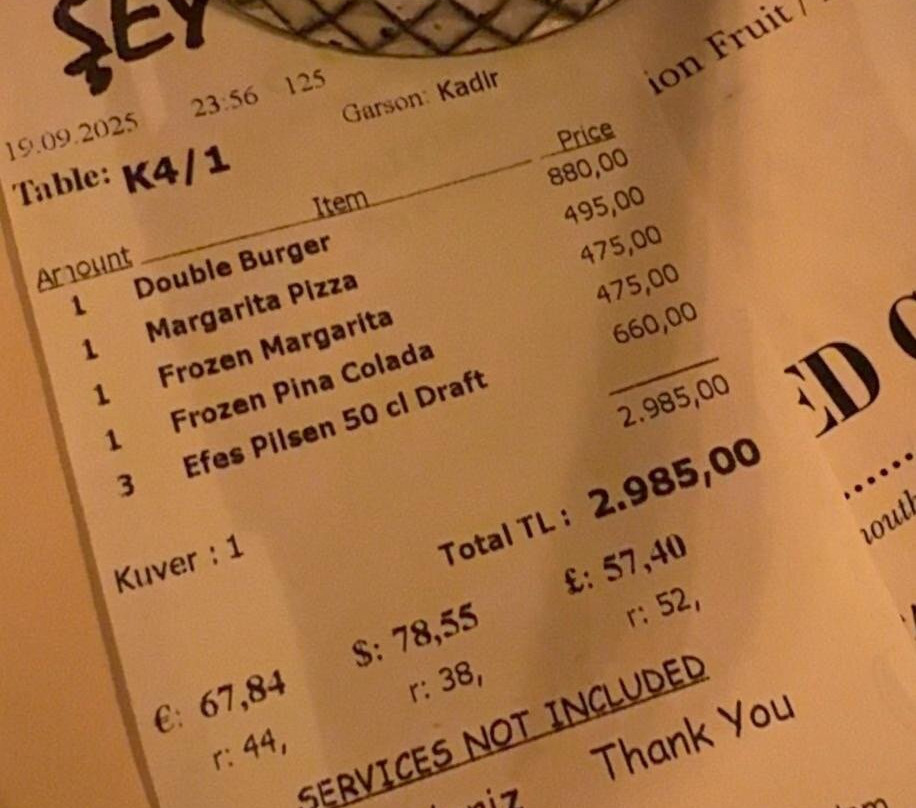 ŞEY
ion Fruit /
19.09.2025 23:56 125 Garson: Kadir
Table: K4/1
Amount Item Price
1 Double Burger 880,00
1 Margarita Pizza 495,00
1 Frozen Margarita 475,00
1 Frozen Pina Colada 475,00
3 Efes Pilsen 50 cl Draft 660,00
2.985,00
Kuver : 1 Total TL : 2.985,00
€: 67,84 $: 78,55 £: 57,40
r: 44, r: 38, r: 52,
SERVICES NOT INCLUDED
Thank You
ED